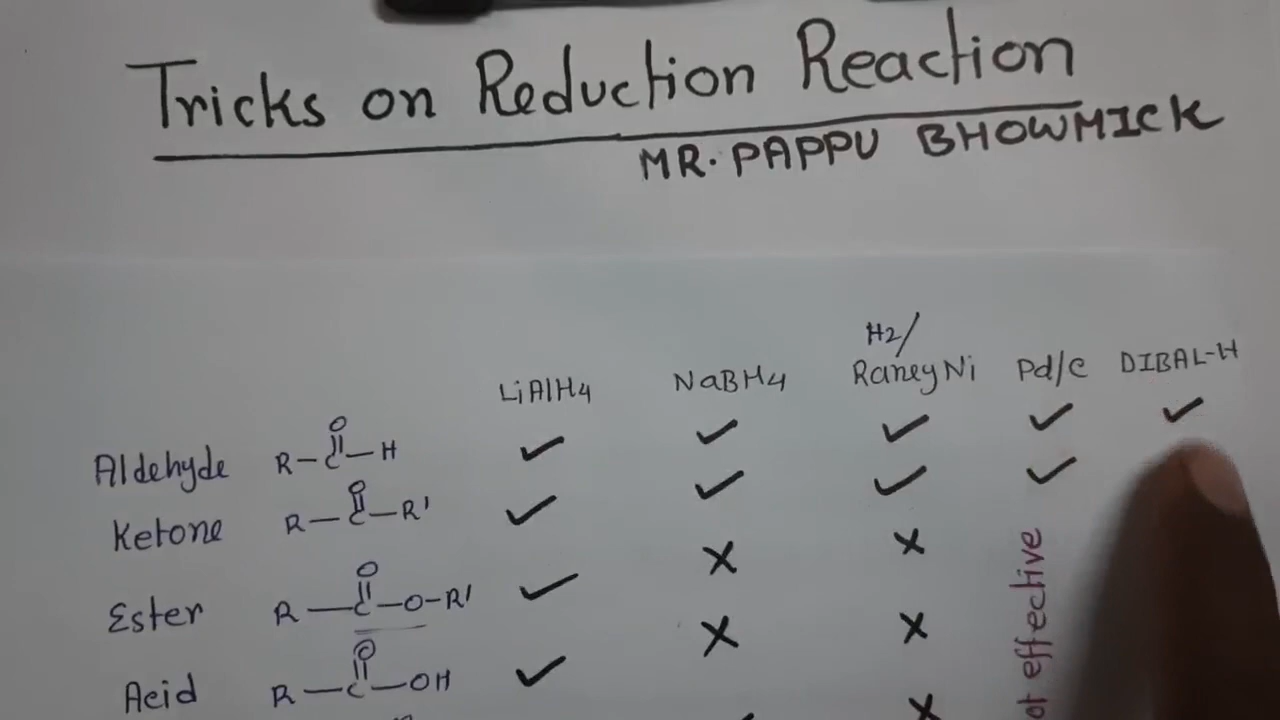 Tricks on Reduction Reaction
MR. PAPPU BHOWMICK
LiAlH4 NaBH4 H2/ Raney Ni Pd/C DIBAL-H
Aldehyde R-C-H O ✓ ✓ ✓ ✓ ✓
Ketone R-C-R' O ✓ ✓ ✓ ✓
Ester R-C-O-R' O ✓ X X
Acid R-C-OH O ✓ X X
X
effective